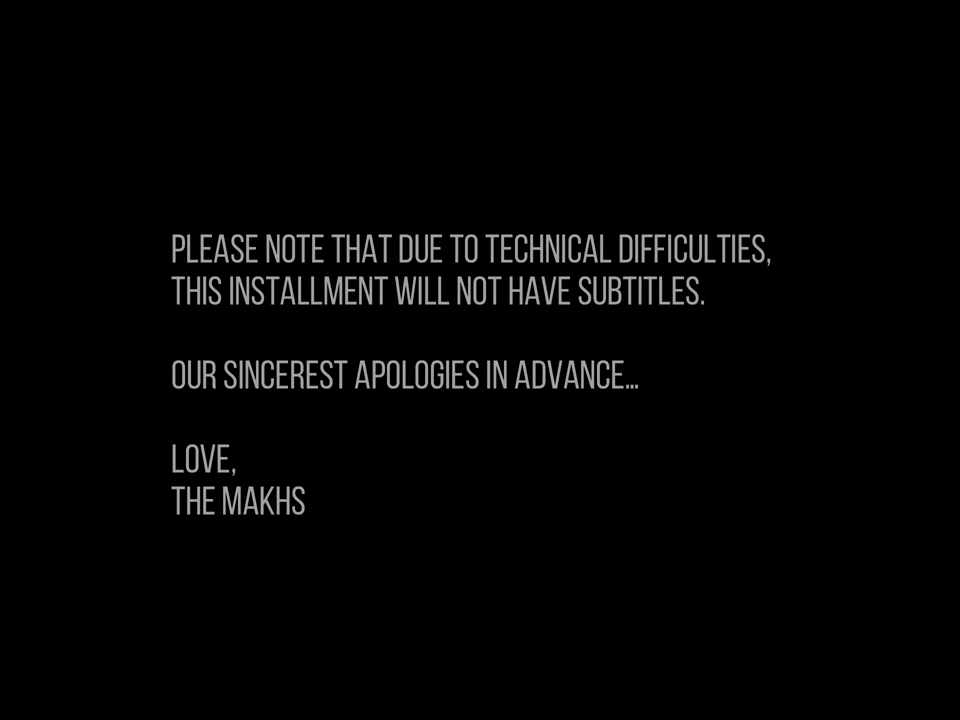 PLEASE NOTE THAT DUE TO TECHNICAL DIFFICULTIES,
THIS INSTALLMENT WILL NOT HAVE SUBTITLES.
OUR SINCEREST APOLOGIES IN ADVANCE...
LOVE,
THE MAKHS